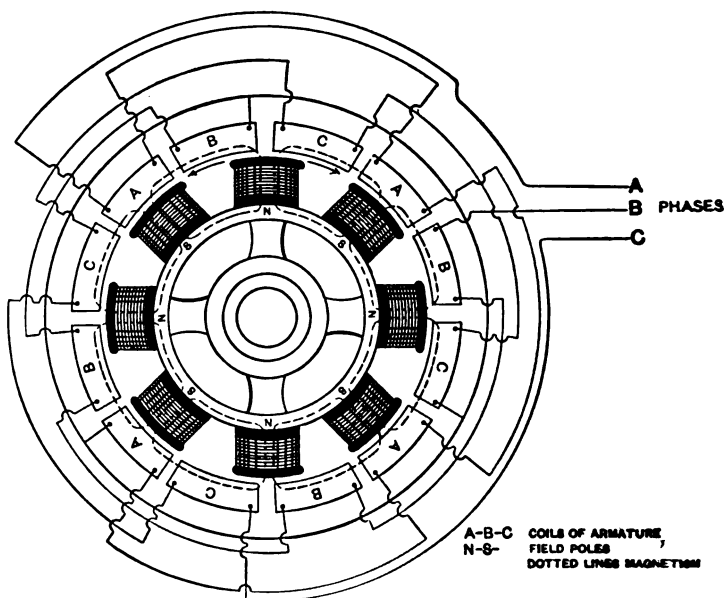 B C
A A
A
B PHASES
N
C
S S
B
C
N N
B C
S S
N
A A
C B
A-B-C COILS OF ARMATURE,
N-S- FIELD POLES
DOTTED LINES MAGNETISM